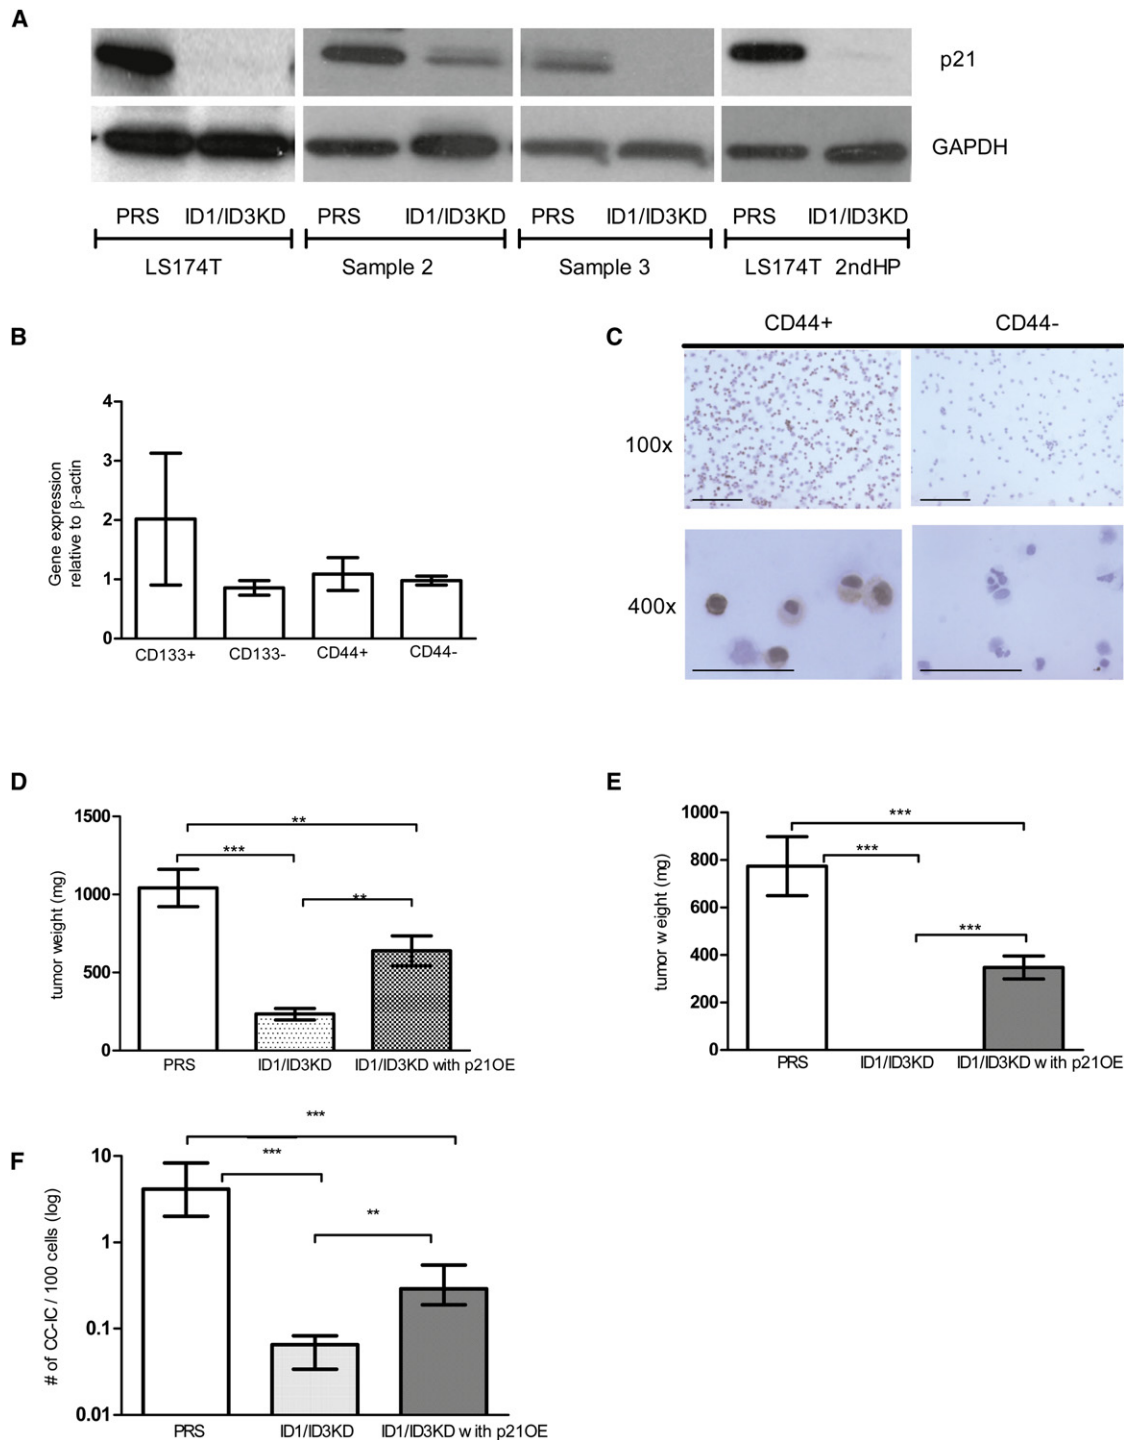 A
p21
GAPDH
PRS ID1/ID3KD PRS ID1/ID3KD PRS ID1/ID3KD PRS ID1/ID3KD
LS174T Sample 2 Sample 3 LS174T 2ndHP
B
Gene expression
relative to β-actin
4
3
2
1
0
CD133+ CD133- CD44+ CD44-
C
CD44+ CD44-
100x
400x
D
tumor weight (mg)
1500
1000
500
0
**
***
**
PRS ID1/ID3KD ID1/ID3KD with p21OE
E
tumor w eight (mg)
1000
800
600
400
200
0
***
***
***
PRS ID1/ID3KD ID1/ID3KD w ith p21OE
F
# of CC-IC / 100 cells (log)
10
1
0.1
0.01
***
***
**
PRS ID1/ID3KD ID1/ID3KD w ith p21OE